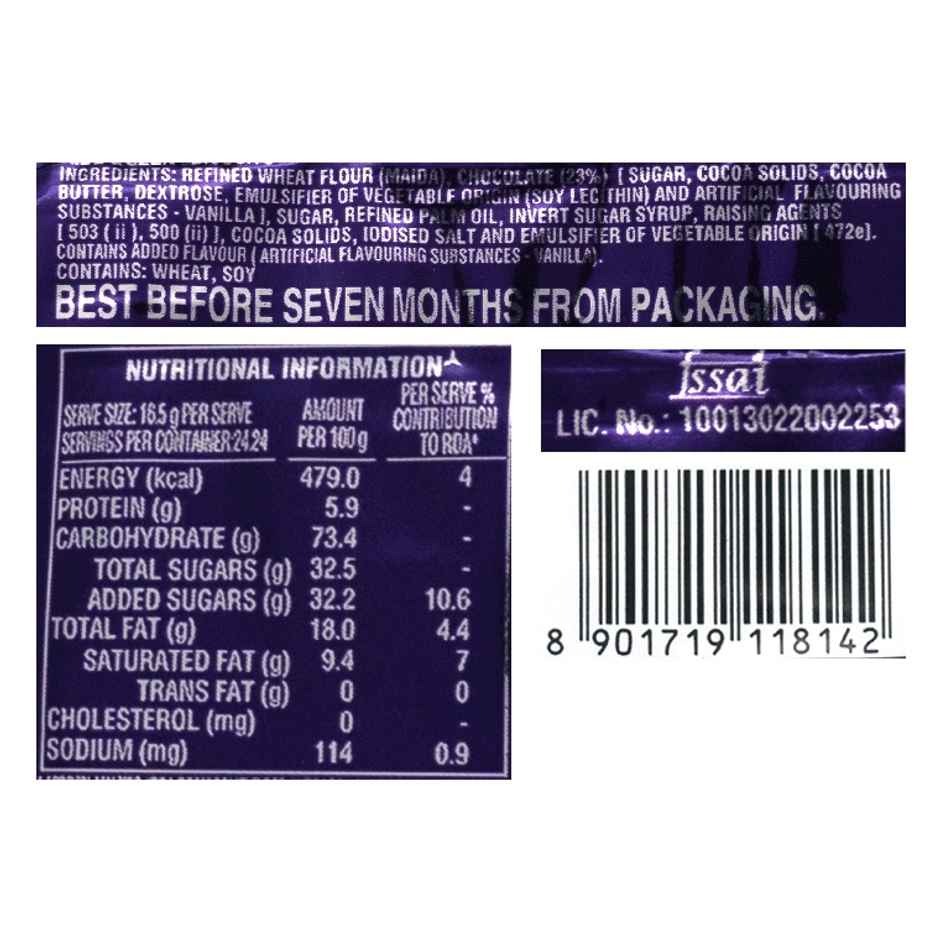 INGREDIENTS: REFINED WHEAT FLOUR (MAIDA), CHOCOLATE (23%) [ SUGAR, COCOA SOLIDS, COCOA
BUTTER, DEXTROSE, EMULSIFIER OF VEGETABLE ORIGIN (SOY LECITHIN) AND ARTIFICIAL FLAVOURING
SUBSTANCES - VANILLA ], SUGAR, REFINED PALM OIL, INVERT SUGAR SYRUP, RAISING AGENTS
[ 503 ( ii ), 500 (ii) ], COCOA SOLIDS, IODISED SALT AND EMULSIFIER OF VEGETABLE ORIGIN [ 472e].
CONTAINS ADDED FLAVOUR ( ARTIFICIAL FLAVOURING SUBSTANCES - VANILLA).
CONTAINS: WHEAT, SOY
BEST BEFORE SEVEN MONTHS FROM PACKAGING.
NUTRITIONAL INFORMATION
SERVE SIZE: 16.5 g PER SERVE
SERVINGS PER CONTAINER:24.24
AMOUNT
PER 100 g
PER SERVE %
CONTRIBUTION
TO RDA*
ENERGY (kcal) 479.0 4
PROTEIN (g) 5.9 -
CARBOHYDRATE (g) 73.4 -
TOTAL SUGARS (g) 32.5 -
ADDED SUGARS (g) 32.2 10.6
TOTAL FAT (g) 18.0 4.4
SATURATED FAT (g) 9.4 7
TRANS FAT (g) 0 0
CHOLESTEROL (mg) 0 -
SODIUM (mg) 114 0.9
fssai
LIC. No.: 10013022002253
8 901719 118142